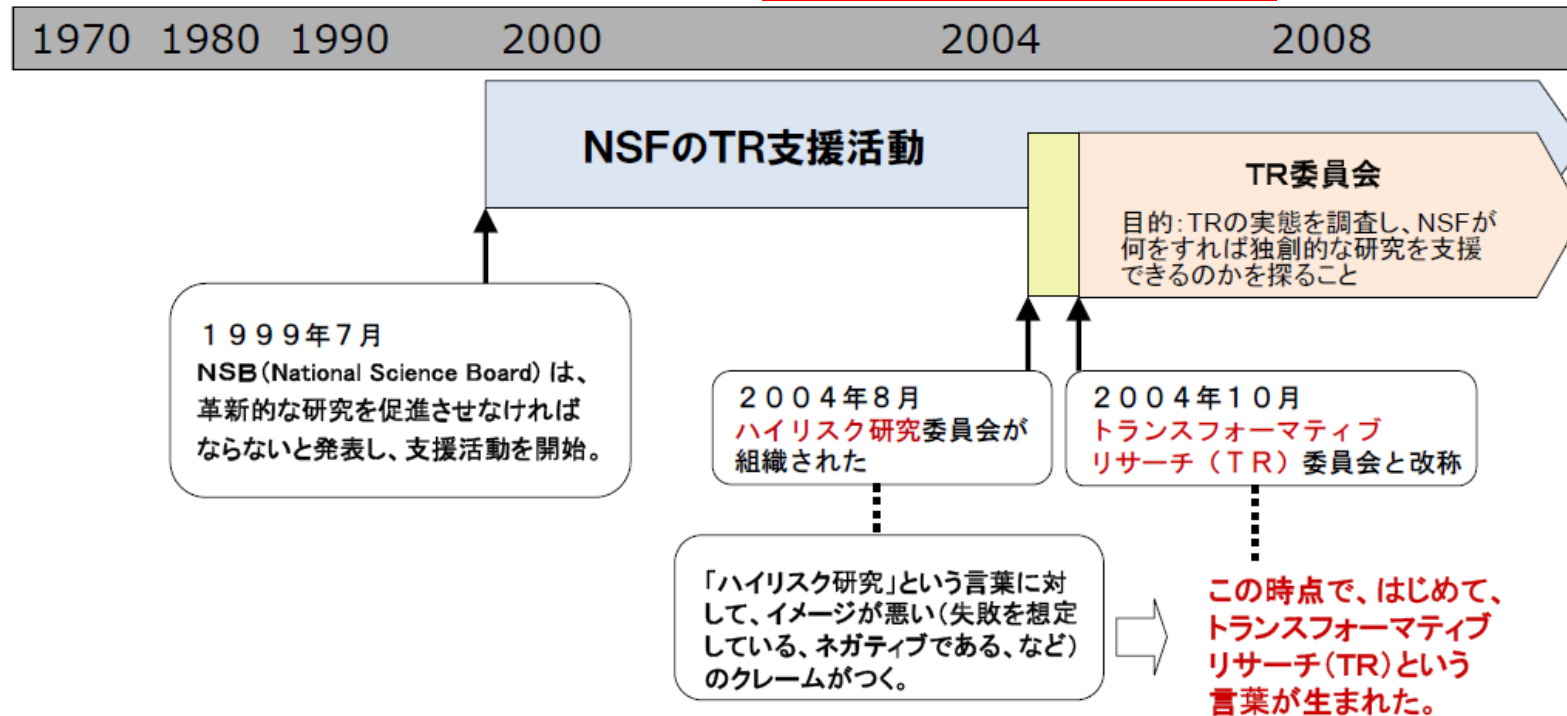 1970 1980 1990 2000 2004 2008
NSFのTR支援活動
TR委員会
目的:TRの実態を調査し、NSFが
何をすれば独創的な研究を支援
できるのかを探ること
1999年7月
NSB(National Science Board) は、
革新的な研究を促進させなければ
ならないと発表し、支援活動を開始。
2004年8月
ハイリスク研究委員会が
組織された
2004年10月
トランスフォーマティブ
リサーチ(TR)委員会と改称
「ハイリスク研究」という言葉に対
して、イメージが悪い(失敗を想定
している、ネガティブである、など)
のクレームがつく。
この時点で、はじめて、
トランスフォーマティブ
リサーチ(TR)という
言葉が生まれた。